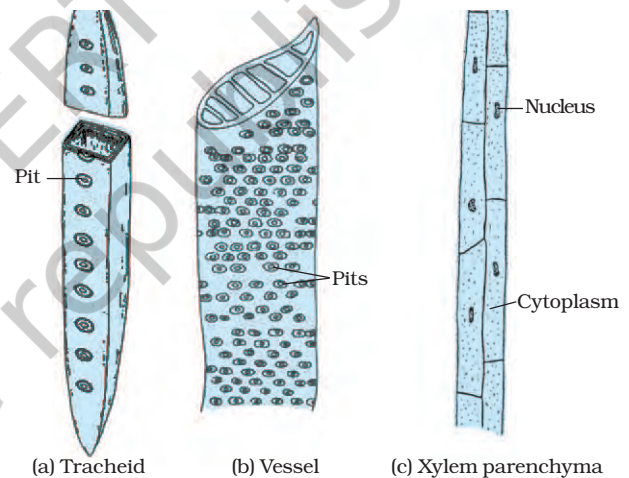 Nucleus
Pit
Pits
Cytoplasm
(a) Tracheid
(b) Vessel
(c) Xylem parenchyma